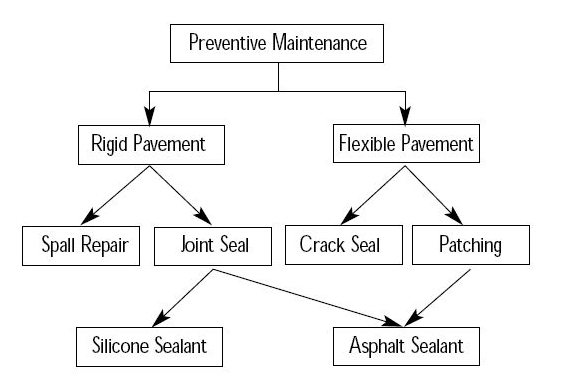 Preventive Maintenance
Rigid Pavement
Flexible Pavement
Spall Repair
Joint Seal
Crack Seal
Patching
Silicone Sealant
Asphalt Sealant